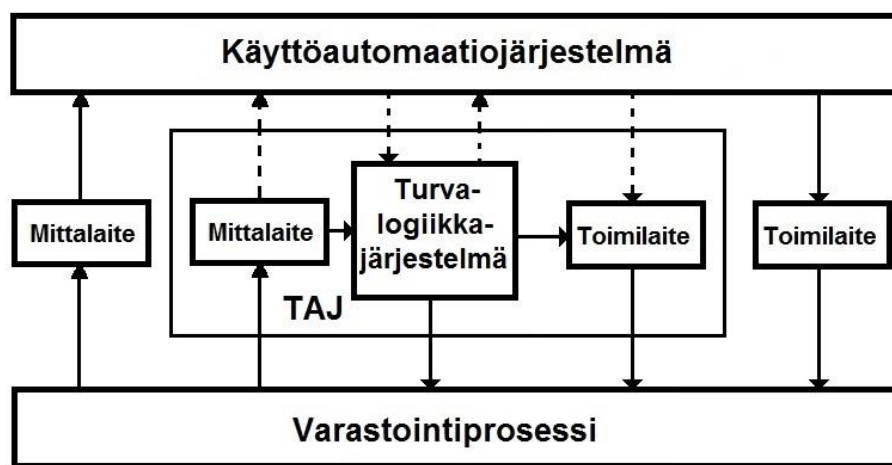 Käyttöautomaatiojärjestelmä
Mittalaite
Mittalaite
Turva-
logiikka-
järjestelmä
Toimilaite
Toimilaite
TAJ
Varastointiprosessi